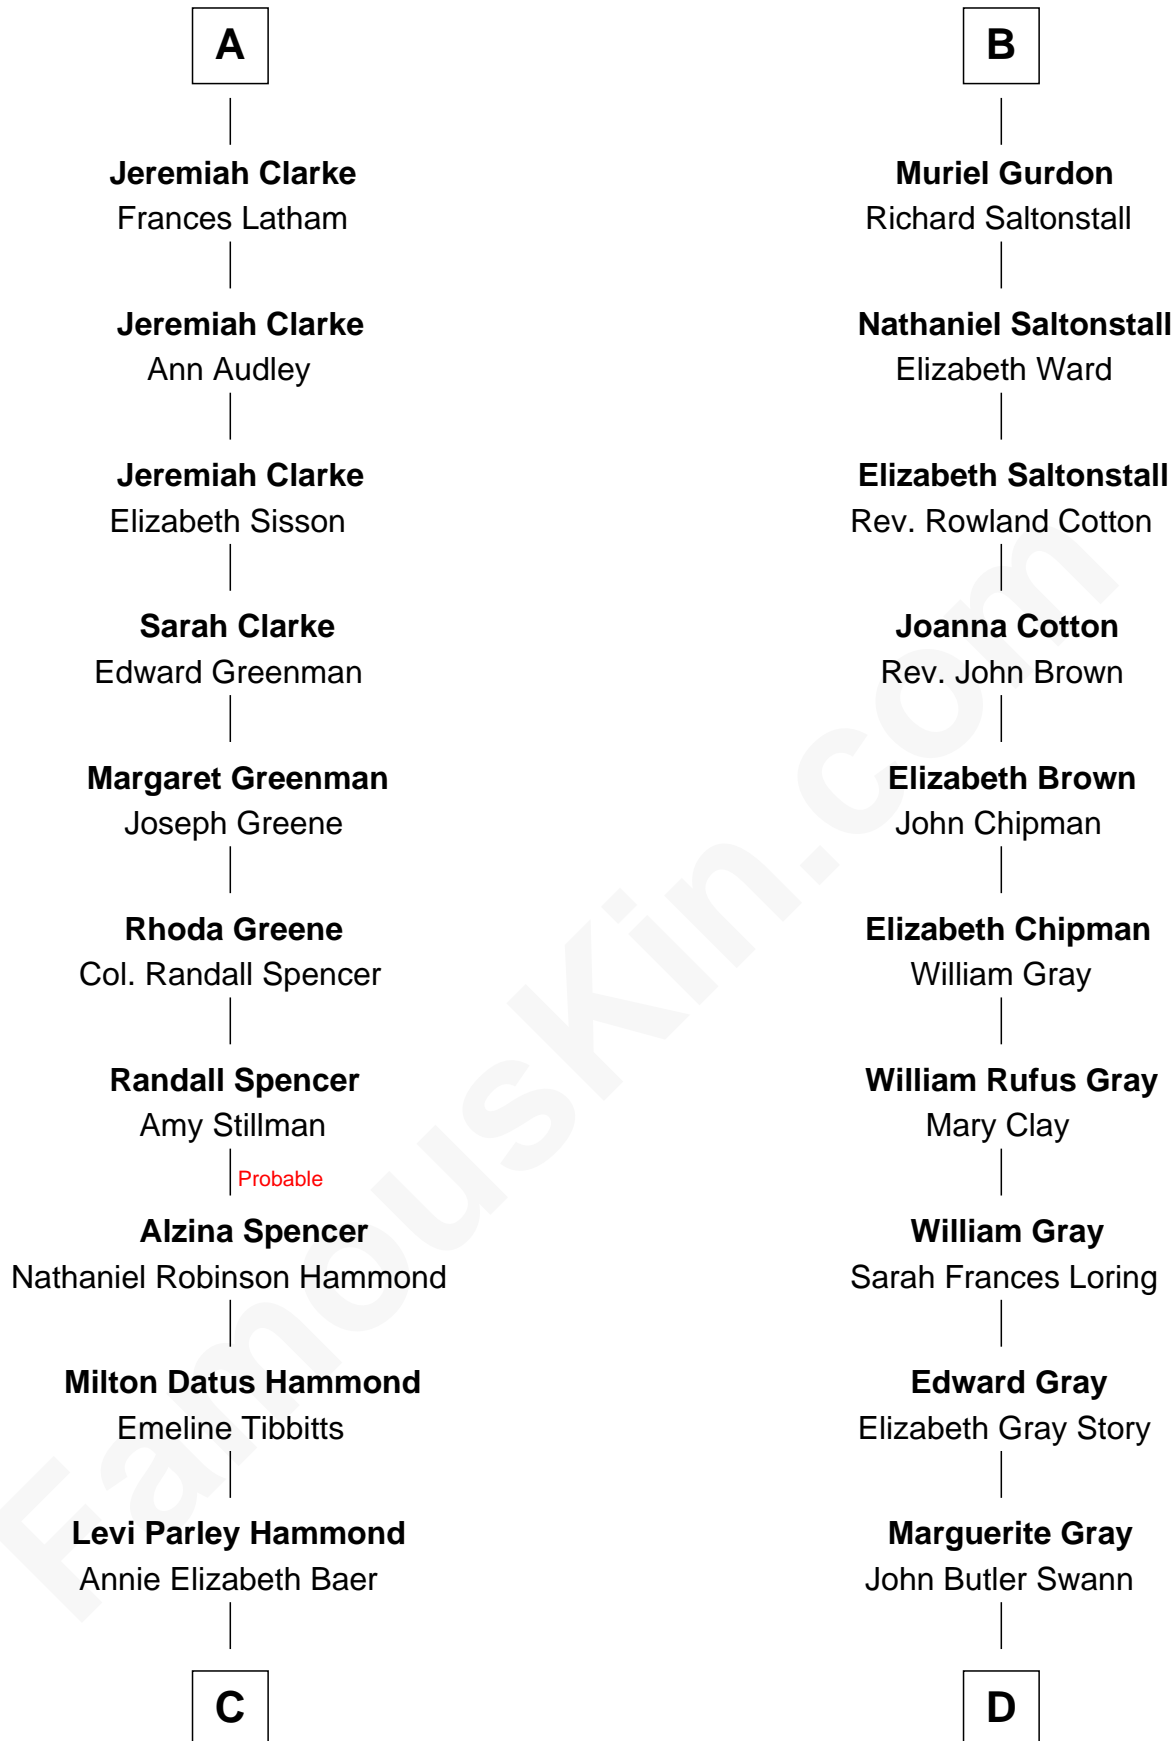 A
Jeremiah Clarke
Frances Latham
Jeremiah Clarke
Ann Audley
Jeremiah Clarke
Elizabeth Sisson
Sarah Clarke
Edward Greenman
Margaret Greenman
Joseph Greene
Rhoda Greene
Col. Randall Spencer
Randall Spencer
Amy Stillman
Probable
Alzina Spencer
Nathaniel Robinson Hammond
Milton Datus Hammond
Emeline Tibbitts
Levi Parley Hammond
Annie Elizabeth Baer
C
B
Muriel Gurdon
Richard Saltonstall
Nathaniel Saltonstall
Elizabeth Ward
Elizabeth Saltonstall
Rev. Rowland Cotton
Joanna Cotton
Rev. John Brown
Elizabeth Brown
John Chipman
Elizabeth Chipman
William Gray
William Rufus Gray
Mary Clay
William Gray
Sarah Frances Loring
Edward Gray
Elizabeth Gray Story
Marguerite Gray
John Butler Swann
D
FamousKin.com